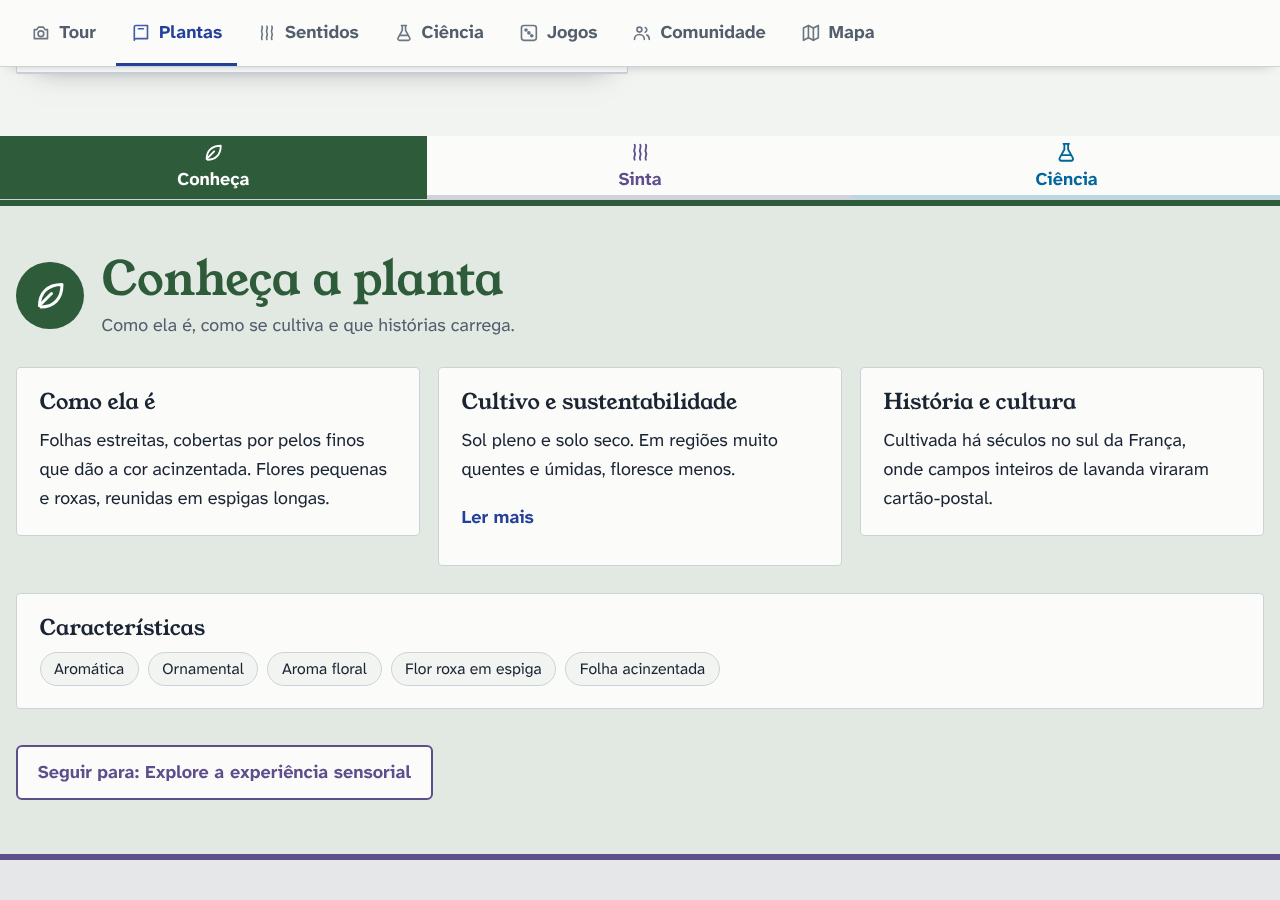 Tour
Plantas
Sentidos
Ciência
Jogos
Comunidade
Mapa
Conheça
Sinta
Ciência
Conheça a planta
Como ela é, como se cultiva e que histórias carrega.
Como ela é
Folhas estreitas, cobertas por pelos finos
que dão a cor acinzentada. Flores pequenas
e roxas, reunidas em espigas longas.
Cultivo e sustentabilidade
Sol pleno e solo seco. Em regiões muito
quentes e úmidas, floresce menos.
Ler mais
História e cultura
Cultivada há séculos no sul da França,
onde campos inteiros de lavanda viraram
cartão-postal.
Características
Aromática
Ornamental
Aroma floral
Flor roxa em espiga
Folha acinzentada
Seguir para: Explore a experiência sensorial